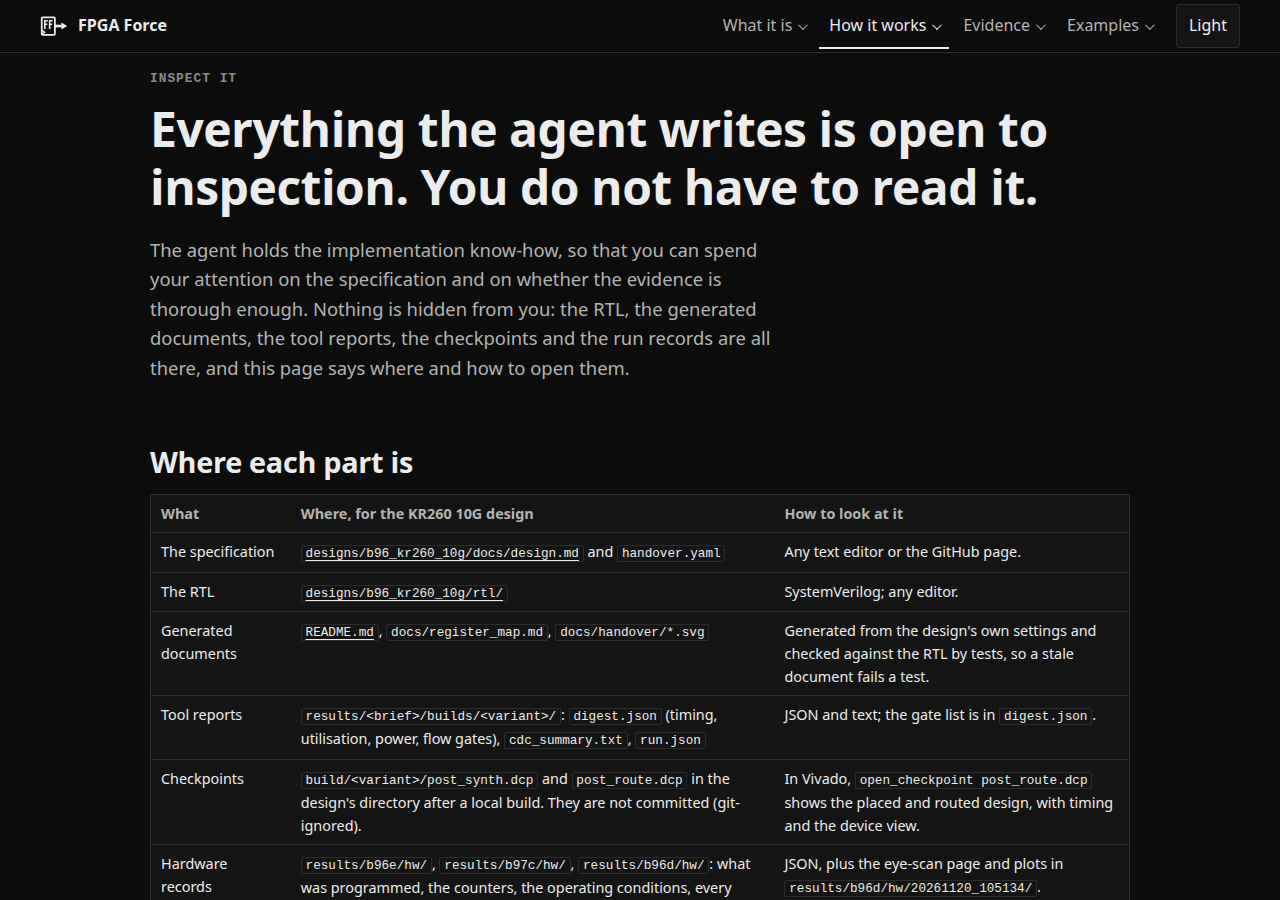 FPGA Force
What it is
How it works
Evidence
Examples
Light
INSPECT IT
Everything the agent writes is open to
inspection. You do not have to read it.
The agent holds the implementation know-how, so that you can spend
your attention on the specification and on whether the evidence is
thorough enough. Nothing is hidden from you: the RTL, the generated
documents, the tool reports, the checkpoints and the run records are all
there, and this page says where and how to open them.
Where each part is
What
Where, for the KR260 10G design
How to look at it
The specification
designs/b96_kr260_10g/docs/design.md and handover.yaml
Any text editor or the GitHub page.
The RTL
designs/b96_kr260_10g/rtl/
SystemVerilog; any editor.
Generated
documents
README.md, docs/register_map.md, docs/handover/*.svg
Generated from the design's own settings and
checked against the RTL by tests, so a stale
document fails a test.
Tool reports
results/<brief>/builds/<variant>/: digest.json (timing,
utilisation, power, flow gates), cdc_summary.txt, run.json
JSON and text; the gate list is in digest.json.
Checkpoints
build/<variant>/post_synth.dcp and post_route.dcp in the
design's directory after a local build. They are not committed (git-
ignored).
In Vivado, open_checkpoint post_route.dcp
shows the placed and routed design, with timing
and the device view.
Hardware
records
results/b96e/hw/, results/b97c/hw/, results/b96d/hw/: what
was programmed, the counters, the operating conditions, every
JSON, plus the eye-scan page and plots in
results/b96d/hw/20261120_105134/.